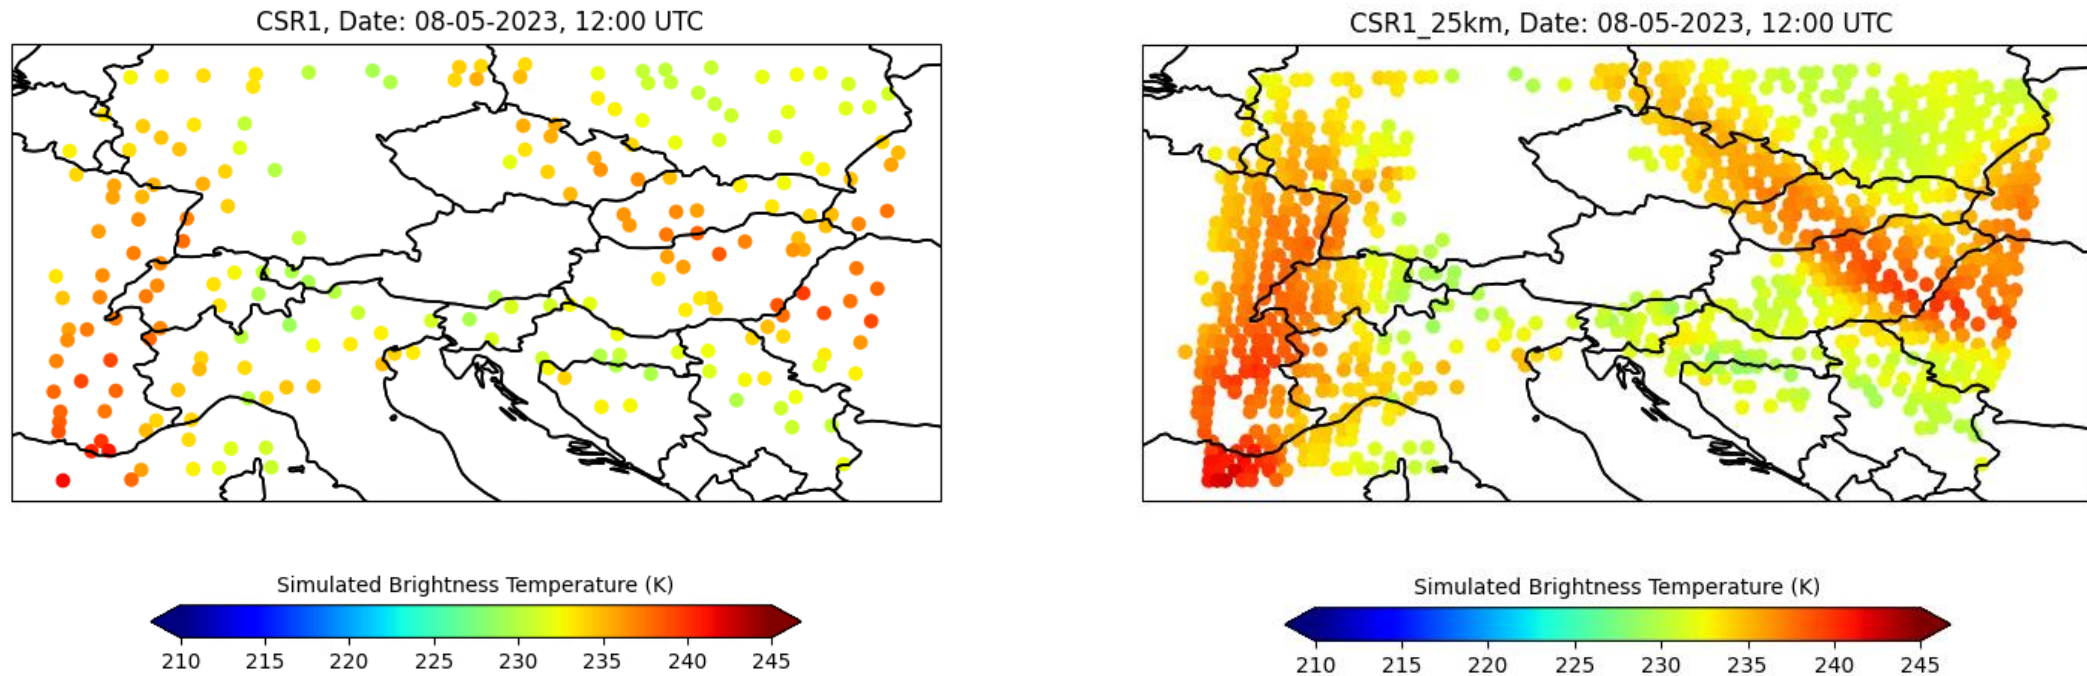 CSR1, Date: 08-05-2023, 12:00 UTC
CSR1_25km, Date: 08-05-2023, 12:00 UTC
Simulated Brightness Temperature (K)
210 215 220 225 230 235 240 245
Simulated Brightness Temperature (K)
210 215 220 225 230 235 240 245